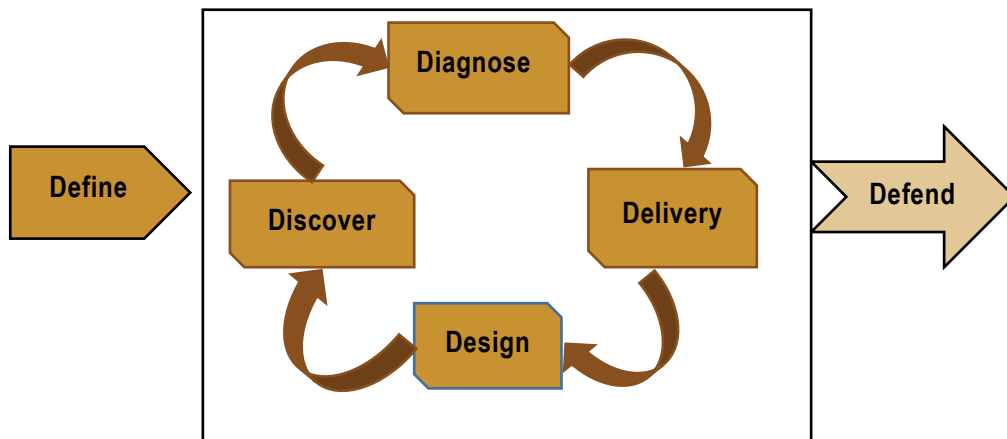 Diagnose
Define
Discover
Delivery
Defend
Design